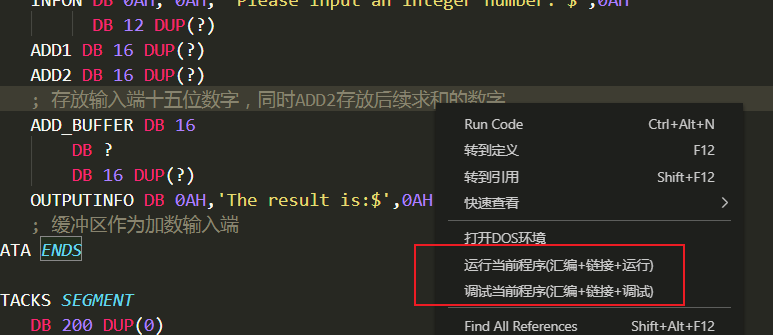 INFON DB 0AH, 0AH, 'Please input an integer number:$',0AH
DB 12 DUP(?)
ADD1 DB 16 DUP(?)
ADD2 DB 16 DUP(?)
; 存放输入端十五位数字，同时ADD2存放后续求和的数字
ADD_BUFFER DB 16
DB ?
DB 16 DUP(?)
OUTPUTINFO DB 0AH,'The result is:$',0AH
; 缓冲区作为加数输入端
ATA ENDS
TACKS SEGMENT
DB 200 DUP(0)
Run Code Ctrl+Alt+N
转到定义 F12
转到引用 Shift+F12
快速查看
打开DOS环境
运行当前程序(汇编+链接+运行)
调试当前程序(汇编+链接+调试)
Find All References Shift+Alt+F12